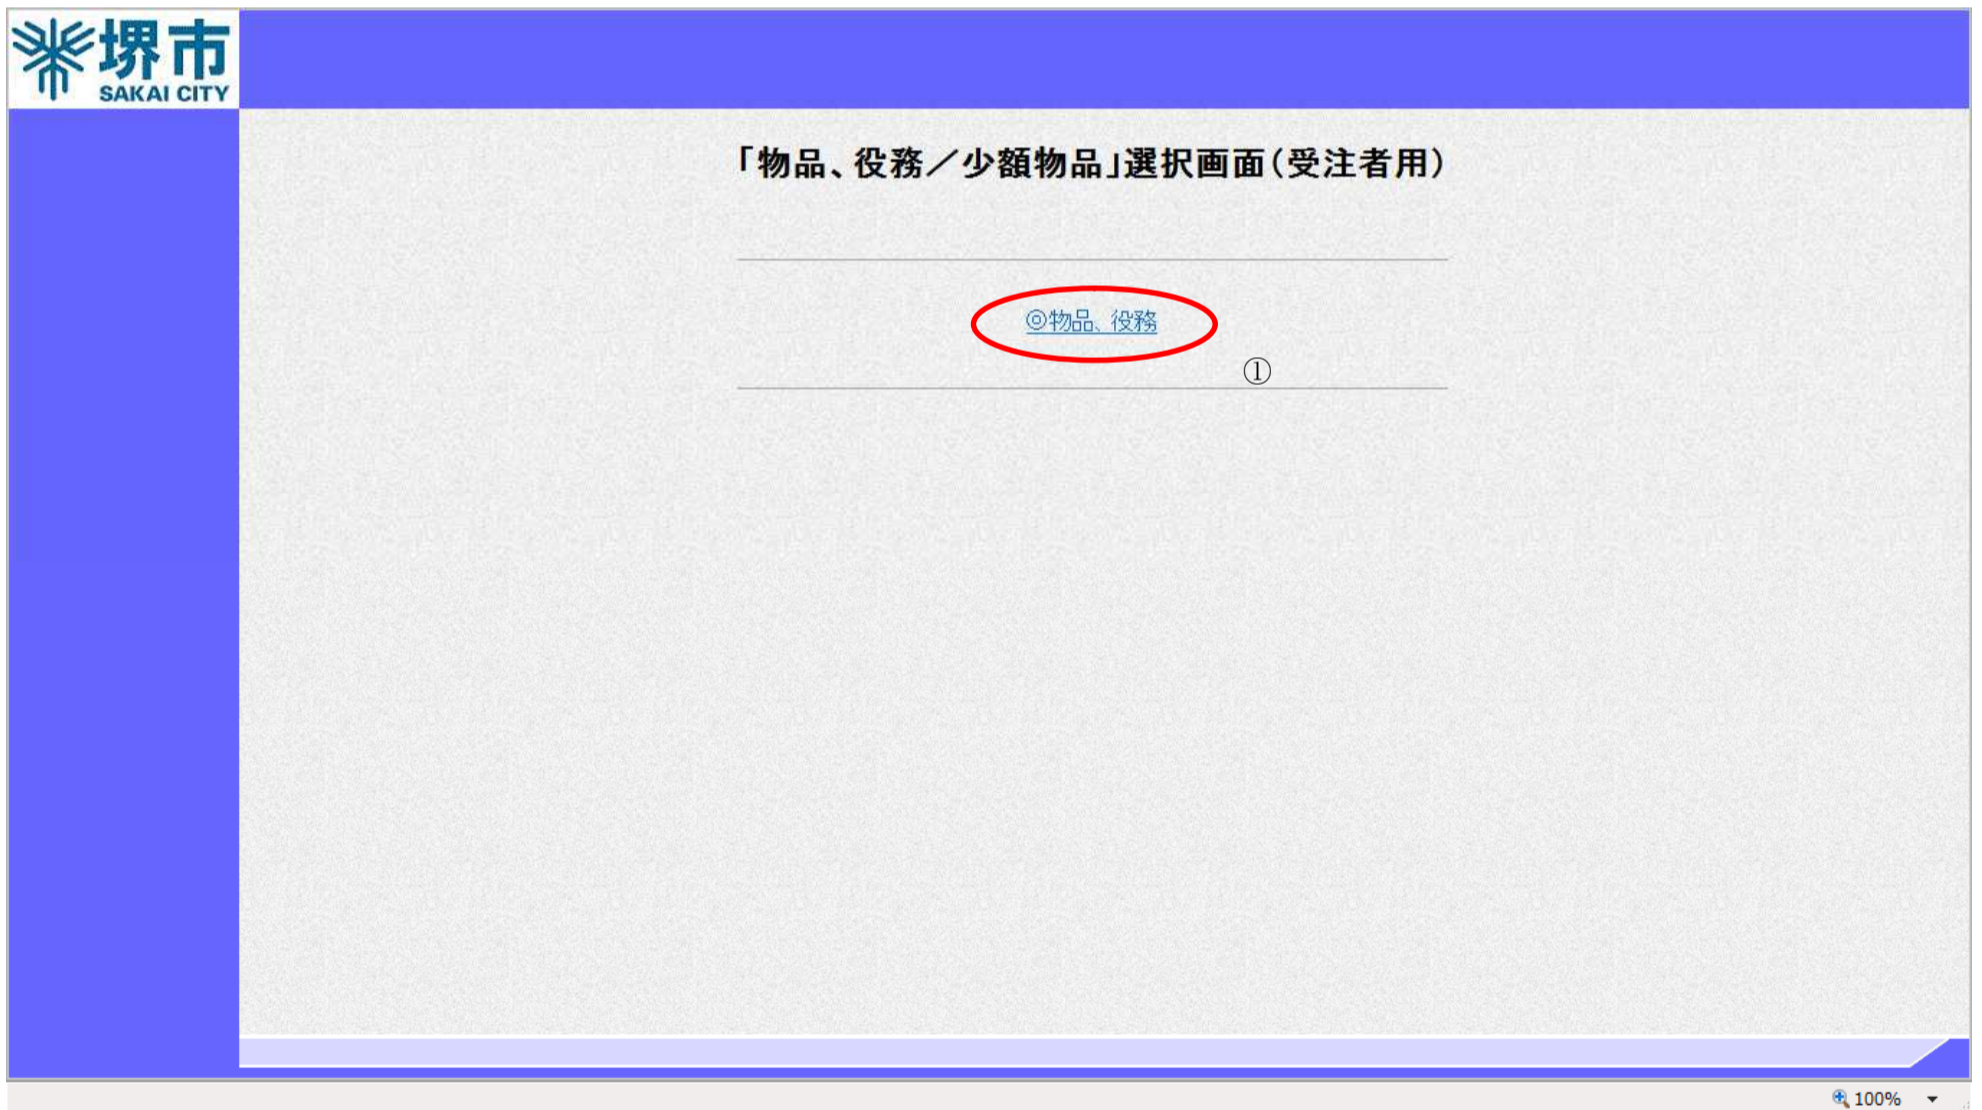 堺市
SAKAI CITY
「物品、役務／少額物品」選択画面(受注者用)
◎物品、役務
①
100%